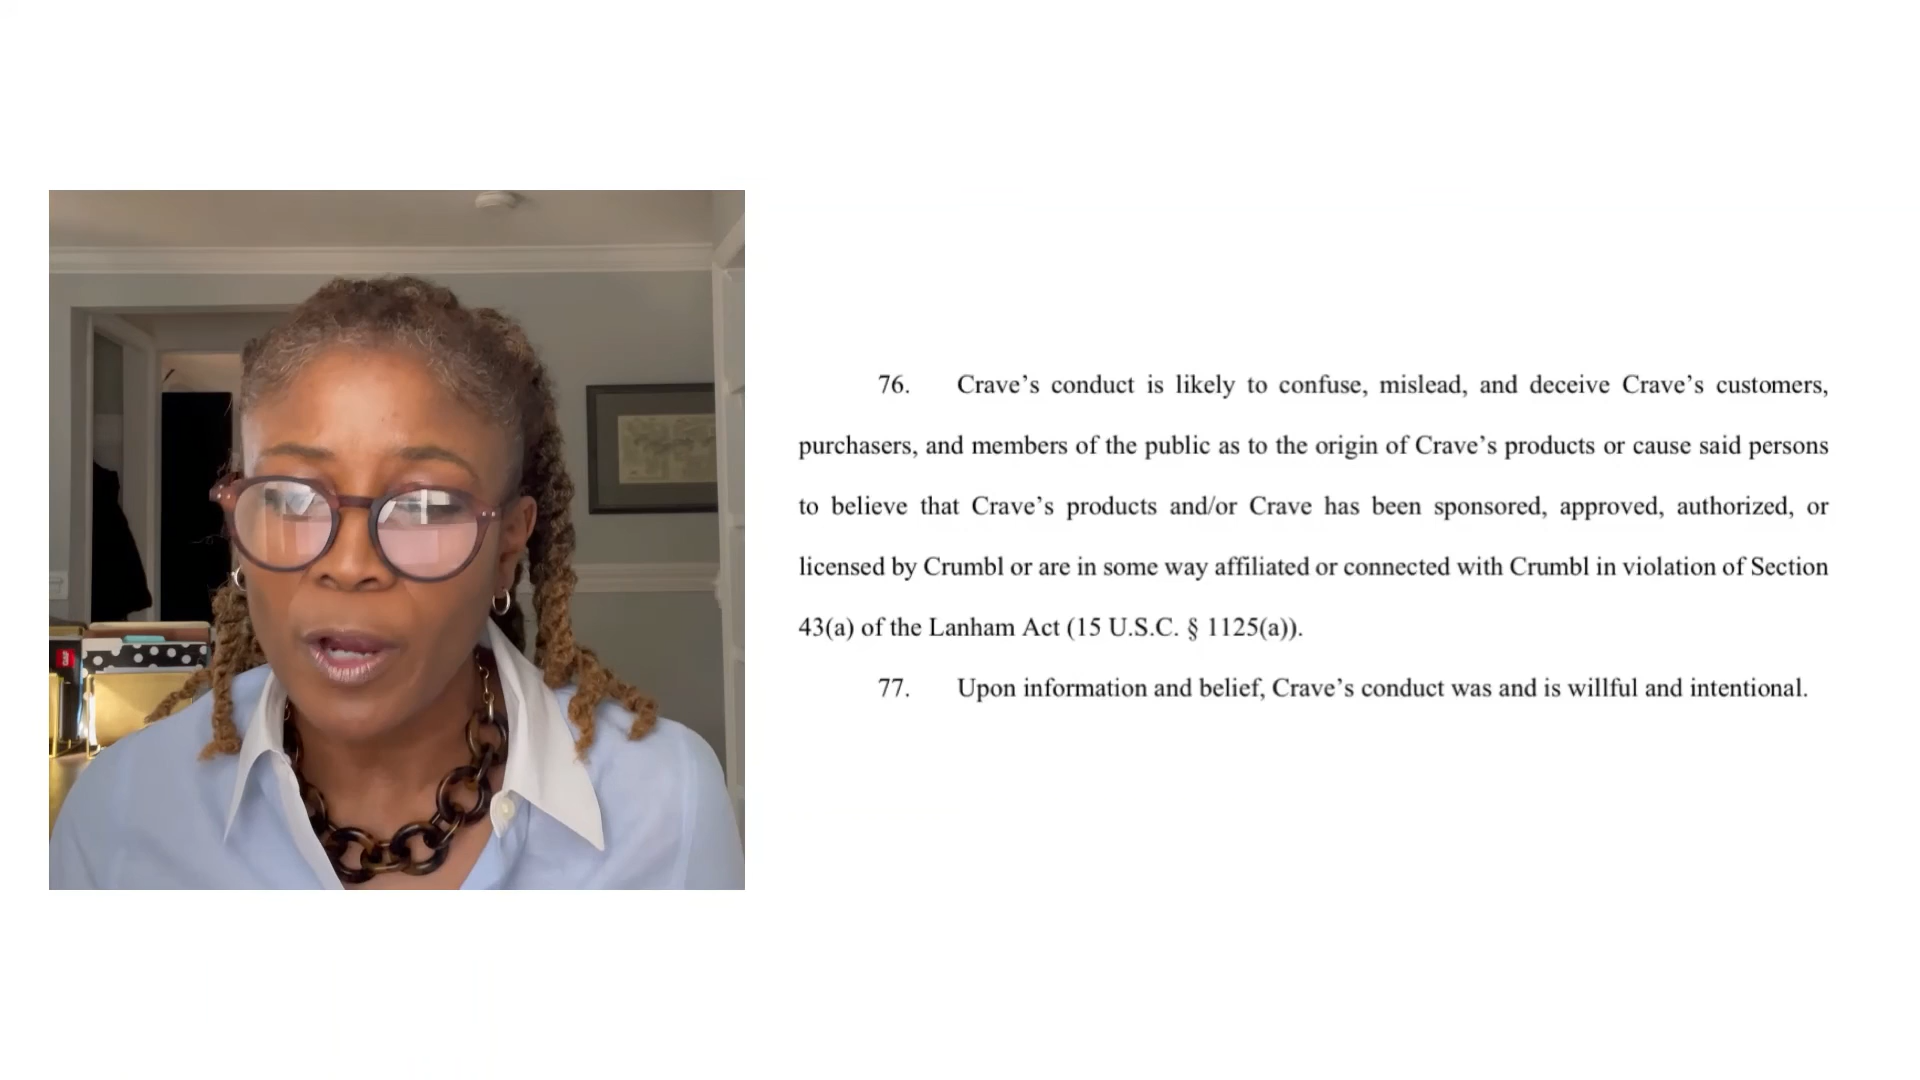 76. Crave’s conduct is likely to confuse, mislead, and deceive Crave’s customers,
purchasers, and members of the public as to the origin of Crave’s products or cause said persons
to believe that Crave’s products and/or Crave has been sponsored, approved, authorized, or
licensed by Crumbl or are in some way affiliated or connected with Crumbl in violation of Section
43(a) of the Lanham Act (15 U.S.C. § 1125(a)).
77. Upon information and belief, Crave’s conduct was and is willful and intentional.